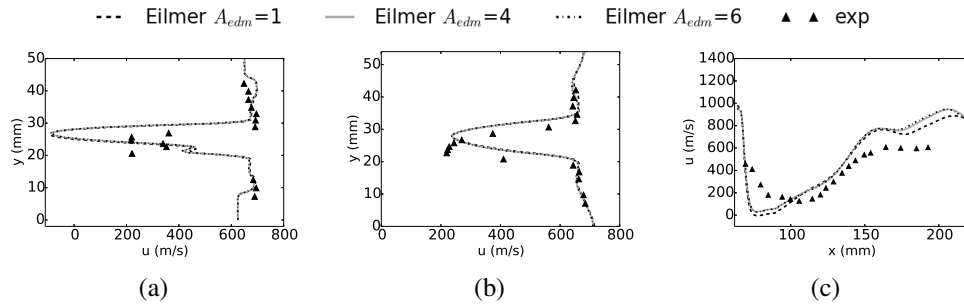 Eilmer A_edm=1 Eilmer A_edm=4 Eilmer A_edm=6 exp
50
40
30
20
10
0
y (mm)
0 200 400 600 800
u (m/s)
(a)
50
40
30
20
10
0
y (mm)
0 200 400 600 800
u (m/s)
(b)
1400
1200
1000
800
600
400
200
0
u (m/s)
100 150 200
x (mm)
(c)